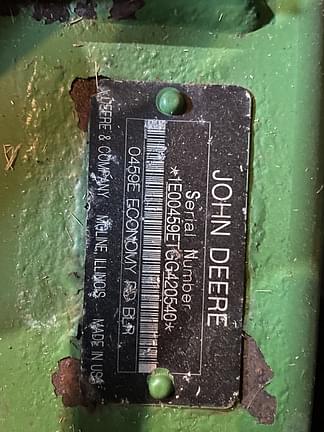 JOHN DEERE
Serial Number
*1E00459ETGG420540*
0459E ECONOMY RD BLR
DEERE & COMPANY MOLINE, ILLINOIS MADE IN USA